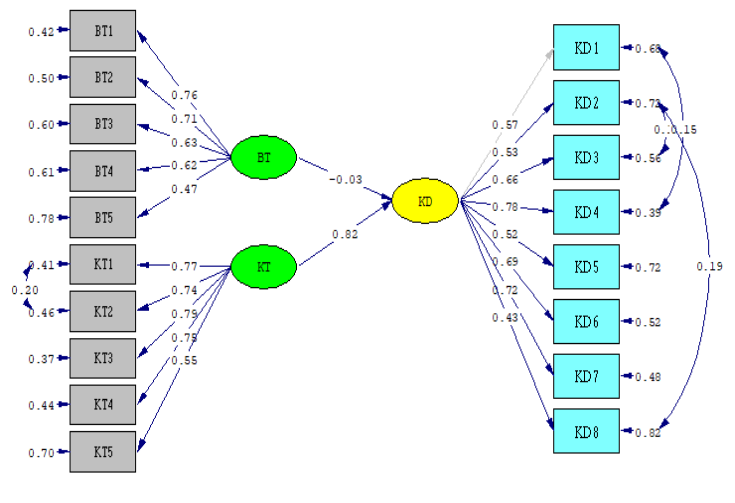 0.42 BT1
0.50 BT2
0.60 BT3
0.61 BT4
0.78 BT5
0.41 KT1
0.20
0.46 KT2
0.37 KT3
0.44 KT4
0.70 KT5
0.76
0.71
0.63
0.62
0.47
BT
0.77
0.74
0.79
0.55
KT
-0.03
0.82
KD
0.57
0.53
0.66
0.78
0.52
0.69
0.72
0.43
KD1
KD2
KD3 0.56
KD4 0.39
KD5 0.72
KD6 0.52
KD7 0.48
KD8 0.82
0.15
0.19